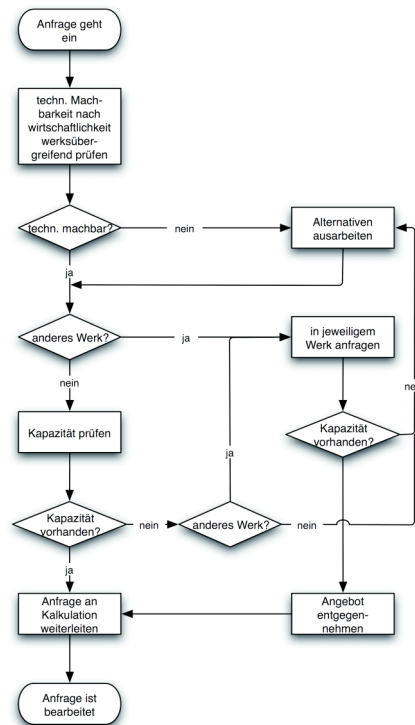 Anfrage geht
ein
techn. Mach-
barkeit nach
wirtschaftlichkeit
werksüber-
greifend prüfen
techn. machbar?
nein
Alternativen
ausarbeiten
ja
anderes Werk?
ja
in jeweiligem
Werk anfragen
nein
ne
Kapazität prüfen
Kapazität
vorhanden?
ja
Kapazität
vorhanden?
nein
anderes Werk?
nein
ja
Anfrage an
Kalkulation
weiterleiten
Angebot
entgegen-
nehmen
Anfrage ist
bearbeitet